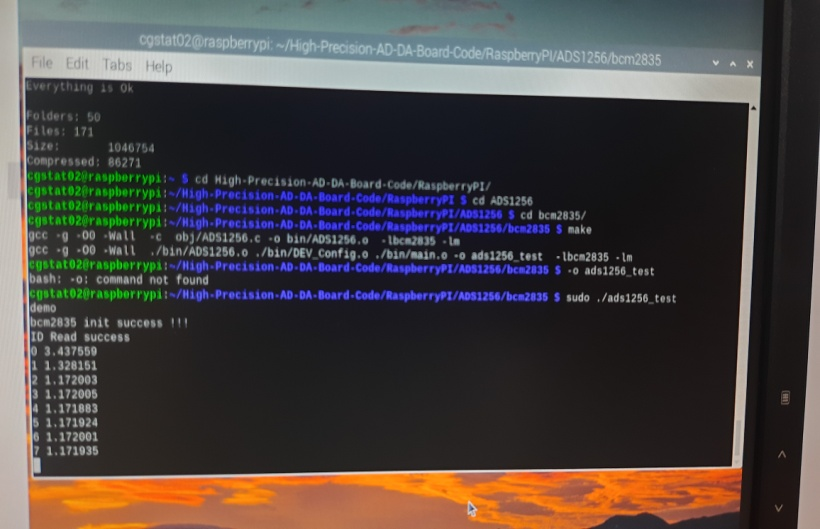 cgstat02@raspberrypi: ~/High-Precision-AD-DA-Board-Code/RaspberryPI/ADS1256/bcm2835
File Edit Tabs Help
Everything is Ok
Folders: 50
Files: 171
Size: 1046754
Compressed: 86271
cgstat02@raspberrypi:~ $ cd High-Precision-AD-DA-Board-Code/RaspberryPI/
cgstat02@raspberrypi:~/High-Precision-AD-DA-Board-Code/RaspberryPI $ cd ADS1256
cgstat02@raspberrypi:~/High-Precision-AD-DA-Board-Code/RaspberryPI/ADS1256 $ cd bcm2835/
cgstat02@raspberrypi:~/High-Precision-AD-DA-Board-Code/RaspberryPI/ADS1256/bcm2835 $ make
gcc -g -O0 -Wall -c obj/ADS1256.c -o bin/ADS1256.o -lbcm2835 -lm
gcc -g -O0 -Wall ./bin/ADS1256.o ./bin/DEV_Config.o ./bin/main.o -o ads1256_test -lbcm2835 -lm
cgstat02@raspberrypi:~/High-Precision-AD-DA-Board-Code/RaspberryPI/ADS1256/bcm2835 $ -o ads1256_test
bash: -o: command not found
cgstat02@raspberrypi:~/High-Precision-AD-DA-Board-Code/RaspberryPI/ADS1256/bcm2835 $ sudo ./ads1256_test
demo
bcm2835 init success !!!
ID Read success
0 3.437559
1 1.328151
2 1.172003
3 1.172005
4 1.171883
5 1.171924
6 1.172001
7 1.171935